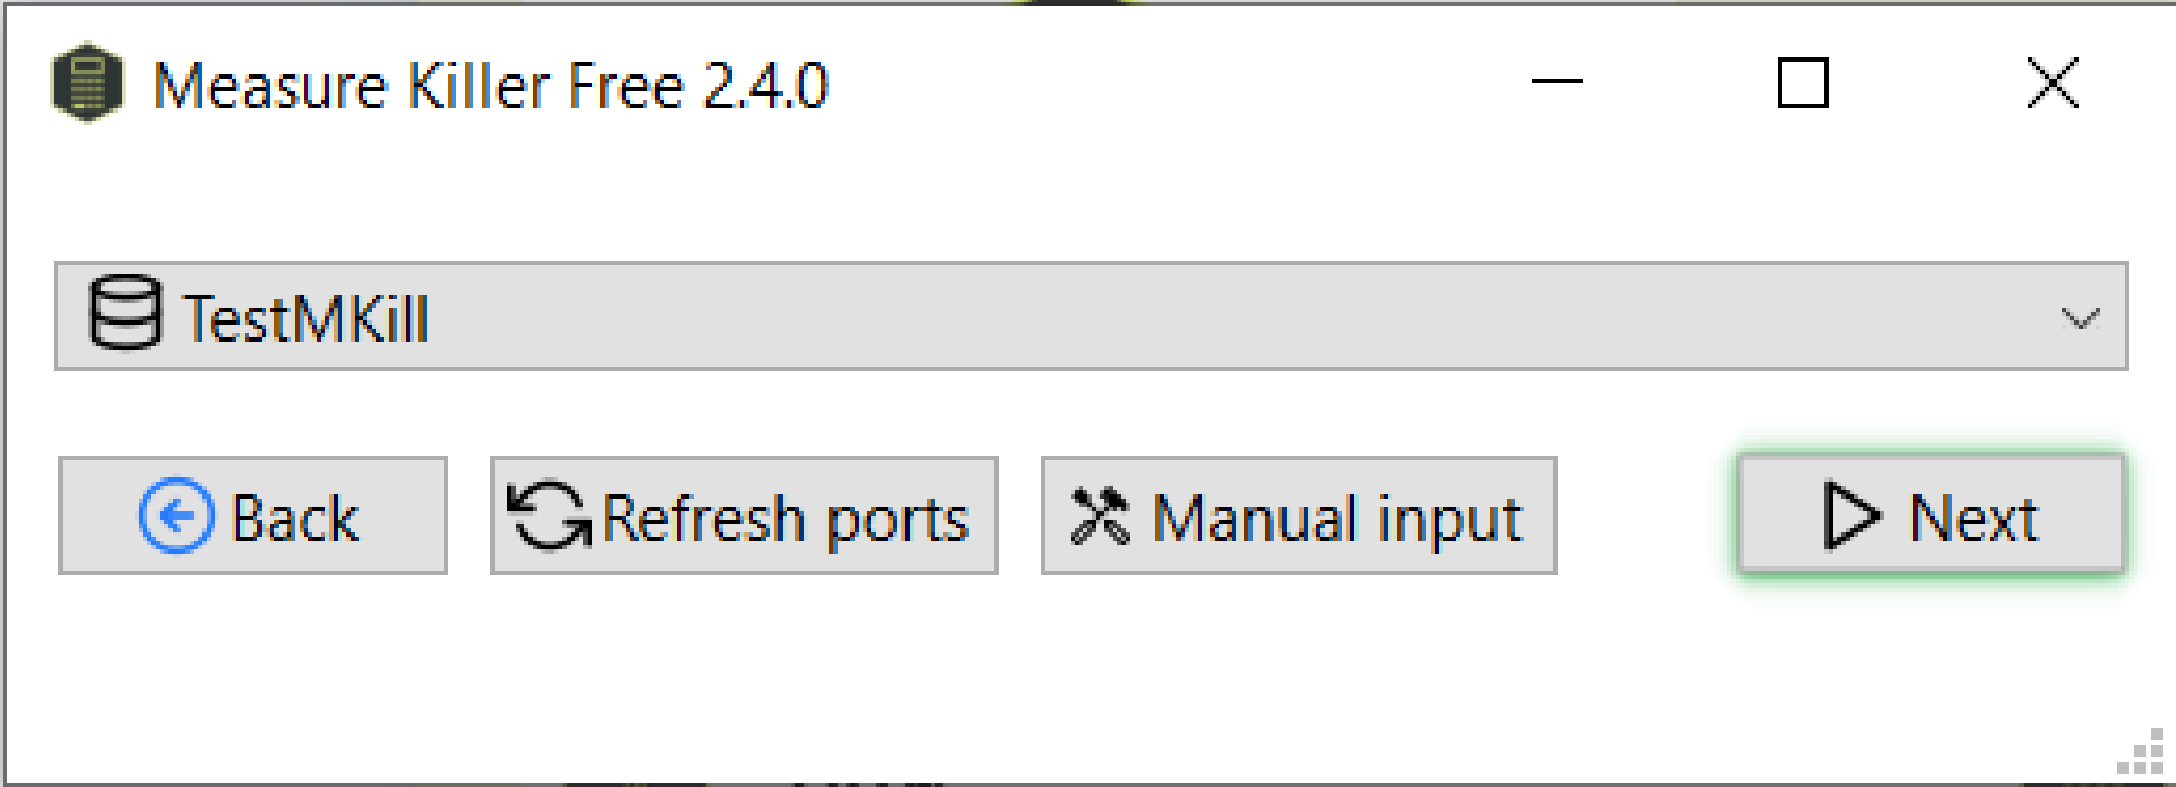 Measure Killer Free 2.4.0
TestMKill
Back Refresh ports Manual input Next